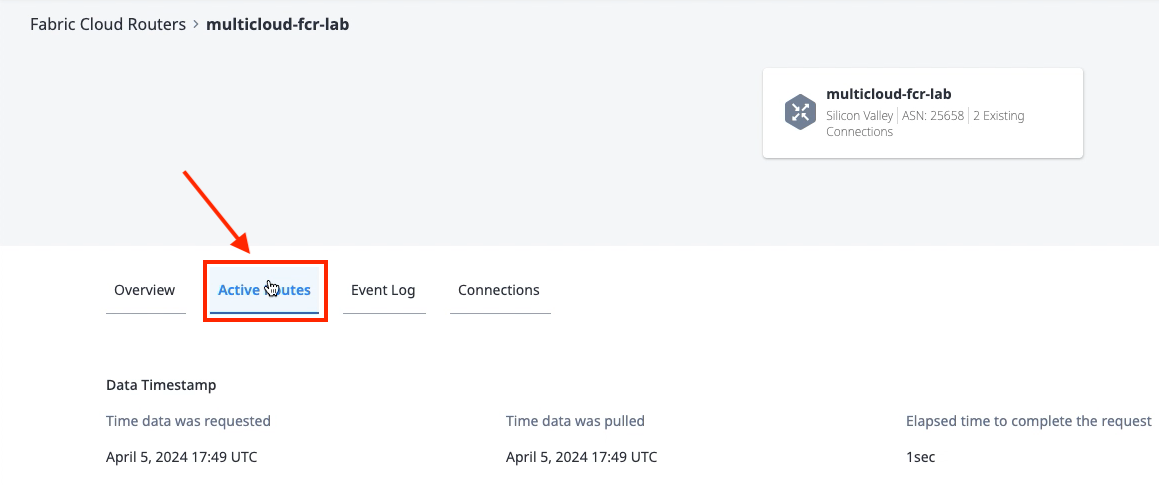 Fabric Cloud Routers > multicloud-fcr-lab
multicloud-fcr-lab
Silicon Valley | ASN: 25658 | 2 Existing
Connections
Overview
Active Routes
Event Log
Connections
Data Timestamp
Time data was requested
Time data was pulled
Elapsed time to complete the request
April 5, 2024 17:49 UTC
April 5, 2024 17:49 UTC
1sec